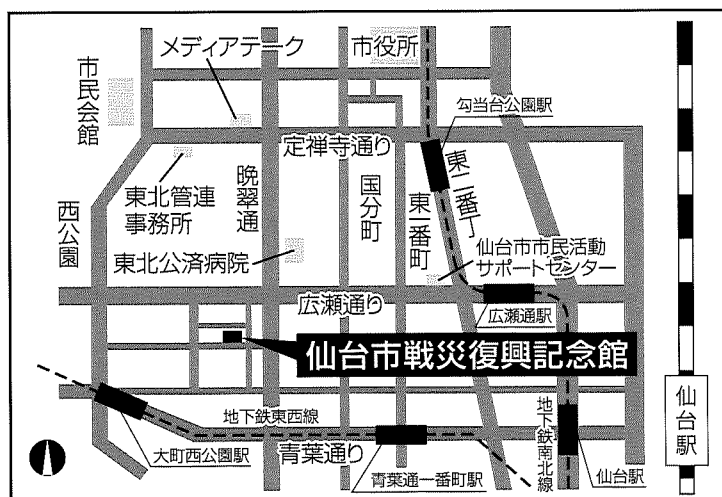 メディアテーク
市役所
市民会館
勾当台公園駅
定禅寺通り
東二番丁
東北管連
事務所
晩翠通
国分町
東一番町
西公園
仙台市市民活動
サポートセンター
東北公済病院
広瀬通り
広瀬通駅
仙台市戦災復興記念館
仙台駅
地下鉄東西線
地下鉄南北線
大町西公園駅
青葉通り
青葉通一番町駅
仙台駅